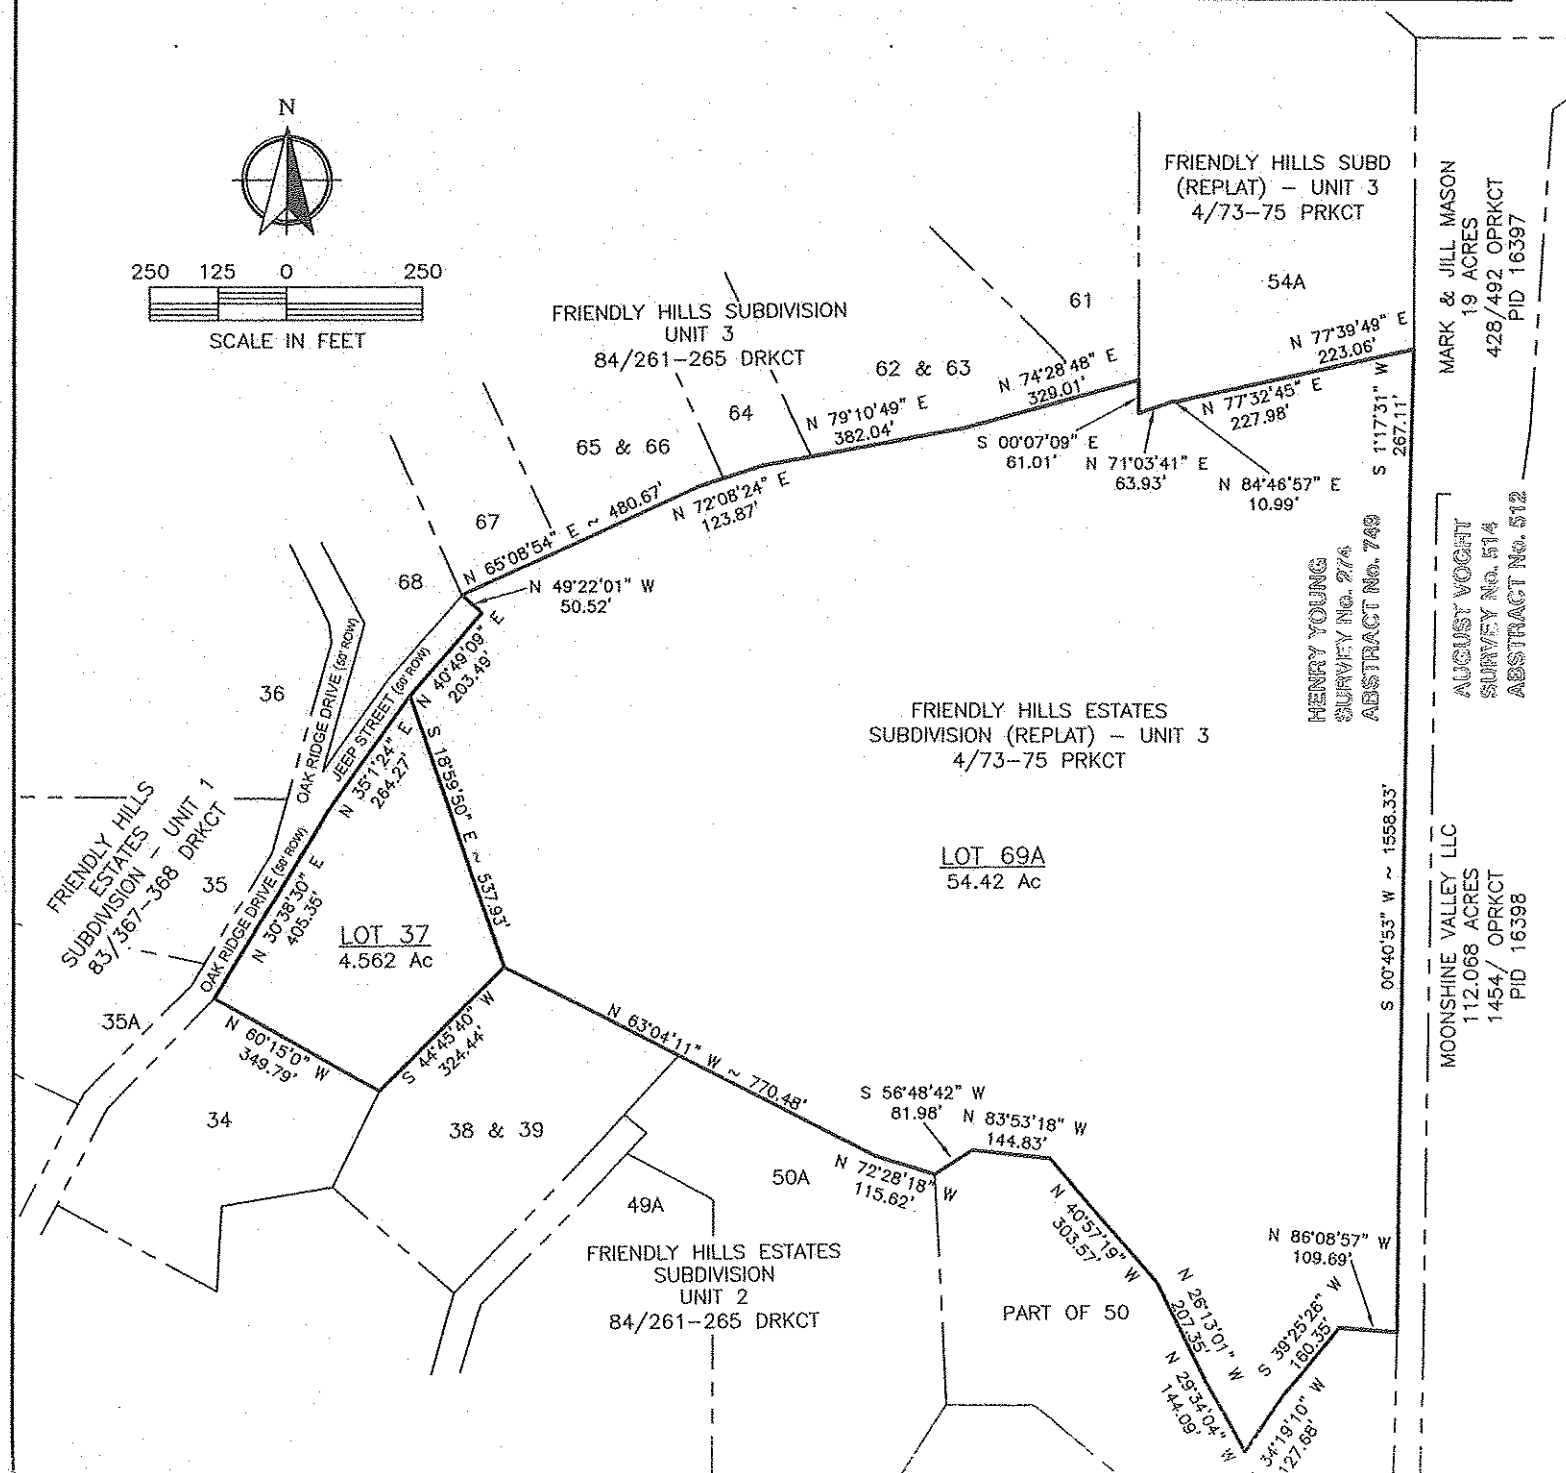 N
250 125 0 250
SCALE IN FEET
FRIENDLY HILLS SUBD
(REPLAT) – UNIT 3
4/73–75 PRKCT
54A
61
MARK & JILL MASON
19 ACRES
428/492 OPRKCT
PID 16397
FRIENDLY HILLS SUBDIVISION
UNIT 3
84/261–265 DRKCT
62 & 63
64
65 & 66
67
68
N 77°39'49" E
223.06'
N 74°28'48" E
329.01'
N 79°10'49" E
382.04'
S 00°07'09" E
61.01'
N 71°03'41" E
63.93'
N 77°32'45" E
227.98'
N 84°46'57" E
10.99'
S 1°17'31" W
267.11'
N 72°08'24" E
123.87'
N 65°08'54" E ~ 480.67'
N 49°22'01" W
50.52'
N 40°49'09" E
203.49'
HENRY YOUNG
SURVEY No. 274
ABSTRACT No. 749
AUGUST VOGHT
SURVEY No. 514
ABSTRACT No. 512
36
OAK RIDGE DRIVE (60' ROW)
JEEP STREET (50' ROW)
OAK RIDGE DRIVE
N 35°1'24" E
264.27'
S 18°59'50" E ~ 537.93'
FRIENDLY HILLS ESTATES
SUBDIVISION (REPLAT) – UNIT 3
4/73–75 PRKCT
LOT 69A
54.42 Ac
FRIENDLY HILLS
ESTATES
SUBDIVISION – UNIT 1
83/367–368 DRKCT
35
OAK RIDGE DRIVE (60' ROW)
N 30°38'30" E
405.35'
LOT 37
4.562 Ac
S 00°40'53" W ~ 1558.33'
MOONSHINE VALLEY LLC
112.068 ACRES
1454/ OPRKCT
PID 16398
35A
N 60°15'0" W
349.79'
S 44°45'40" W
324.44'
N 63°04'11" W ~ 770.48'
34
38 & 39
S 56°48'42" W
81.98'
N 83°53'18" W
144.83'
N 72°28'18" W
115.62'
50A
49A
N 40°57'19" W
303.57'
FRIENDLY HILLS ESTATES
SUBDIVISION
UNIT 2
84/261–265 DRKCT
PART OF 50
N 26°13'01" W
207.35'
N 29°34'04" W
144.09'
N 86°08'57" W
109.69'
S 39°25'26" W
160.35'
34°19'10" W
127.68'